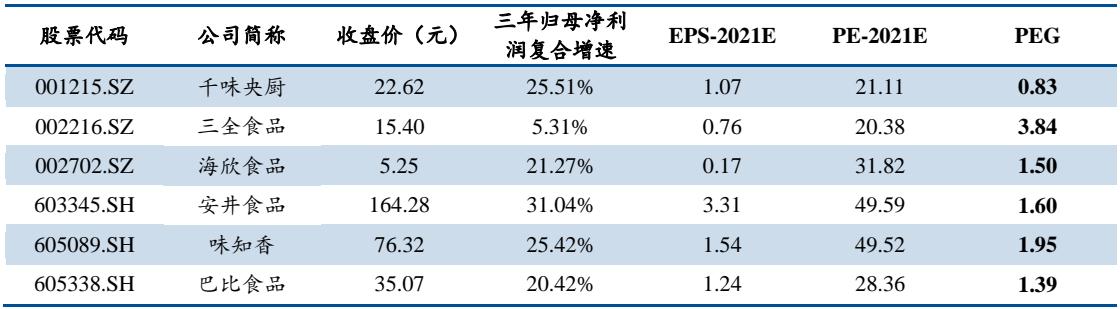 股票代码 公司简称 收盘价（元） 三年归母净利润复合增速 EPS-2021E PE-2021E PEG
001215.SZ 千味央厨 22.62 25.51% 1.07 21.11 0.83
002216.SZ 三全食品 15.40 5.31% 0.76 20.38 3.84
002702.SZ 海欣食品 5.25 21.27% 0.17 31.82 1.50
603345.SH 安井食品 164.28 31.04% 3.31 49.59 1.60
605089.SH 味知香 76.32 25.42% 1.54 49.52 1.95
605338.SH 巴比食品 35.07 20.42% 1.24 28.36 1.39